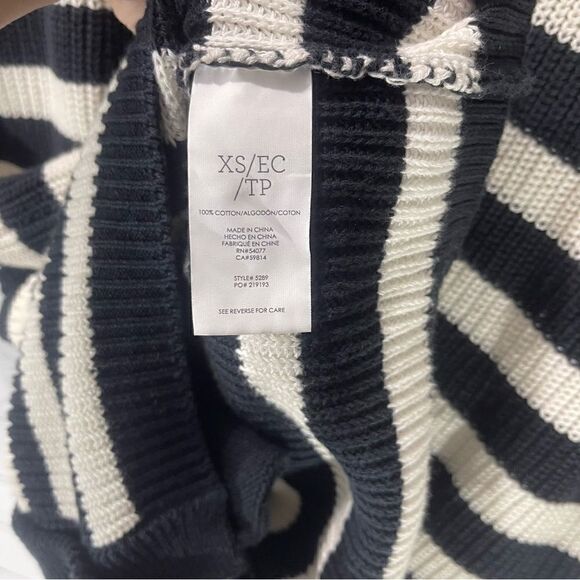 XS/EC
/TP
100% COTTON/ALGODÓN/COTON
MADE IN CHINA
HECHO EN CHINA
FABRIQUÉ EN CHINE
RN#54077
CA#59814
STYLE# 5289
PO# 219193
SEE REVERSE FOR CARE